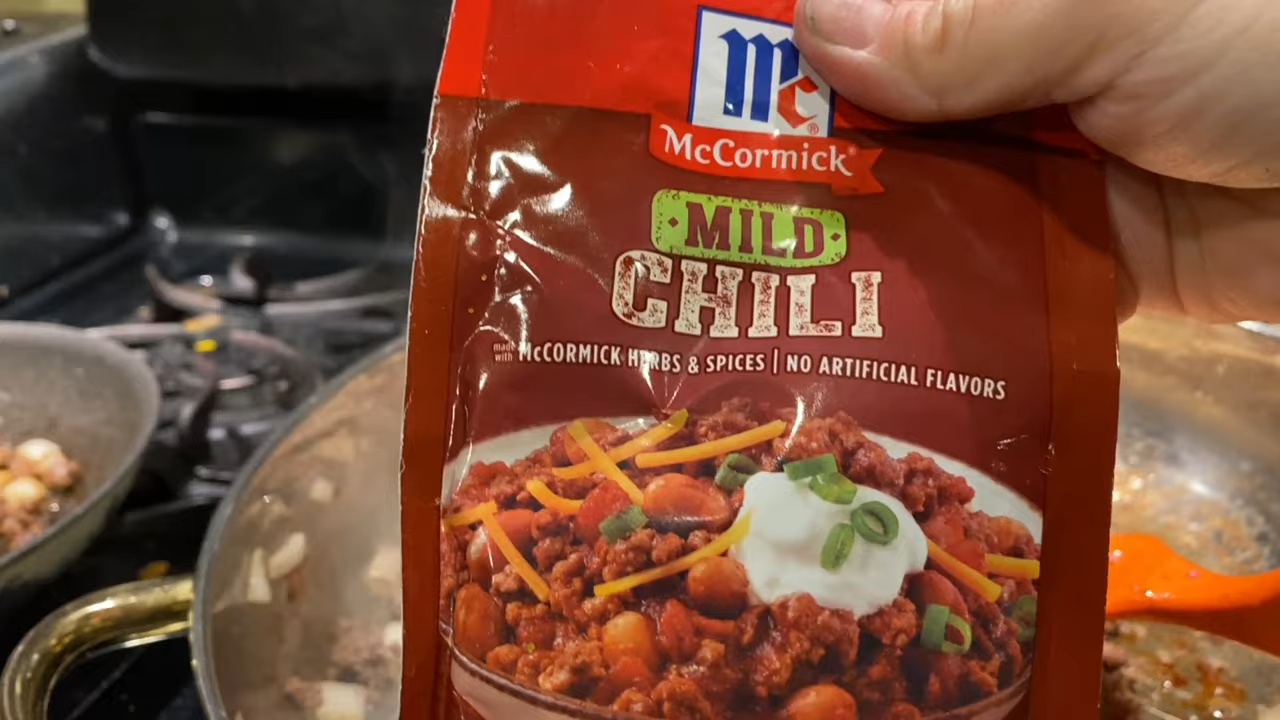 Mc
McCormick®
MILD
CHILI
made with McCORMICK HERBS & SPICES | NO ARTIFICIAL FLAVORS